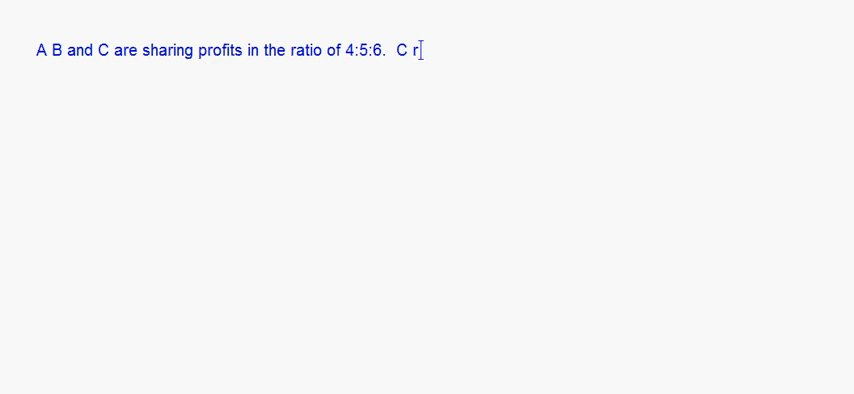 A B and C are sharing profits in the ratio of 4:5:6.  C r